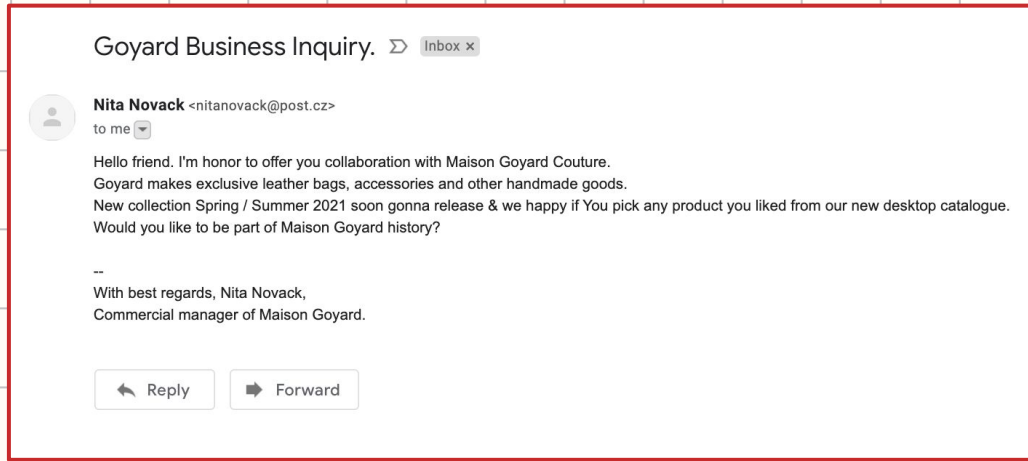 Goyard Business Inquiry. Inbox ×
Nita Novack <nitanovack@post.cz>
to me
Hello friend. I'm honor to offer you collaboration with Maison Goyard Couture.
Goyard makes exclusive leather bags, accessories and other handmade goods.
New collection Spring / Summer 2021 soon gonna release & we happy if You pick any product you liked from our new desktop catalogue.
Would you like to be part of Maison Goyard history?
--
With best regards, Nita Novack,
Commercial manager of Maison Goyard.
Reply Forward